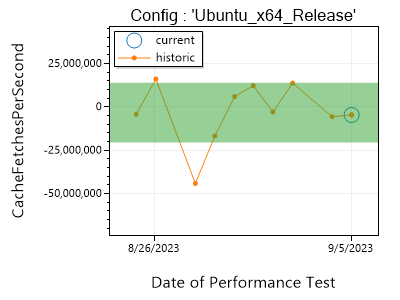 Config : 'Ubuntu_x64_Release'
current
historic
25,000,000
0
-25,000,000
-50,000,000
CacheFetchesPerSecond
8/26/2023
9/5/2023
Date of Performance Test